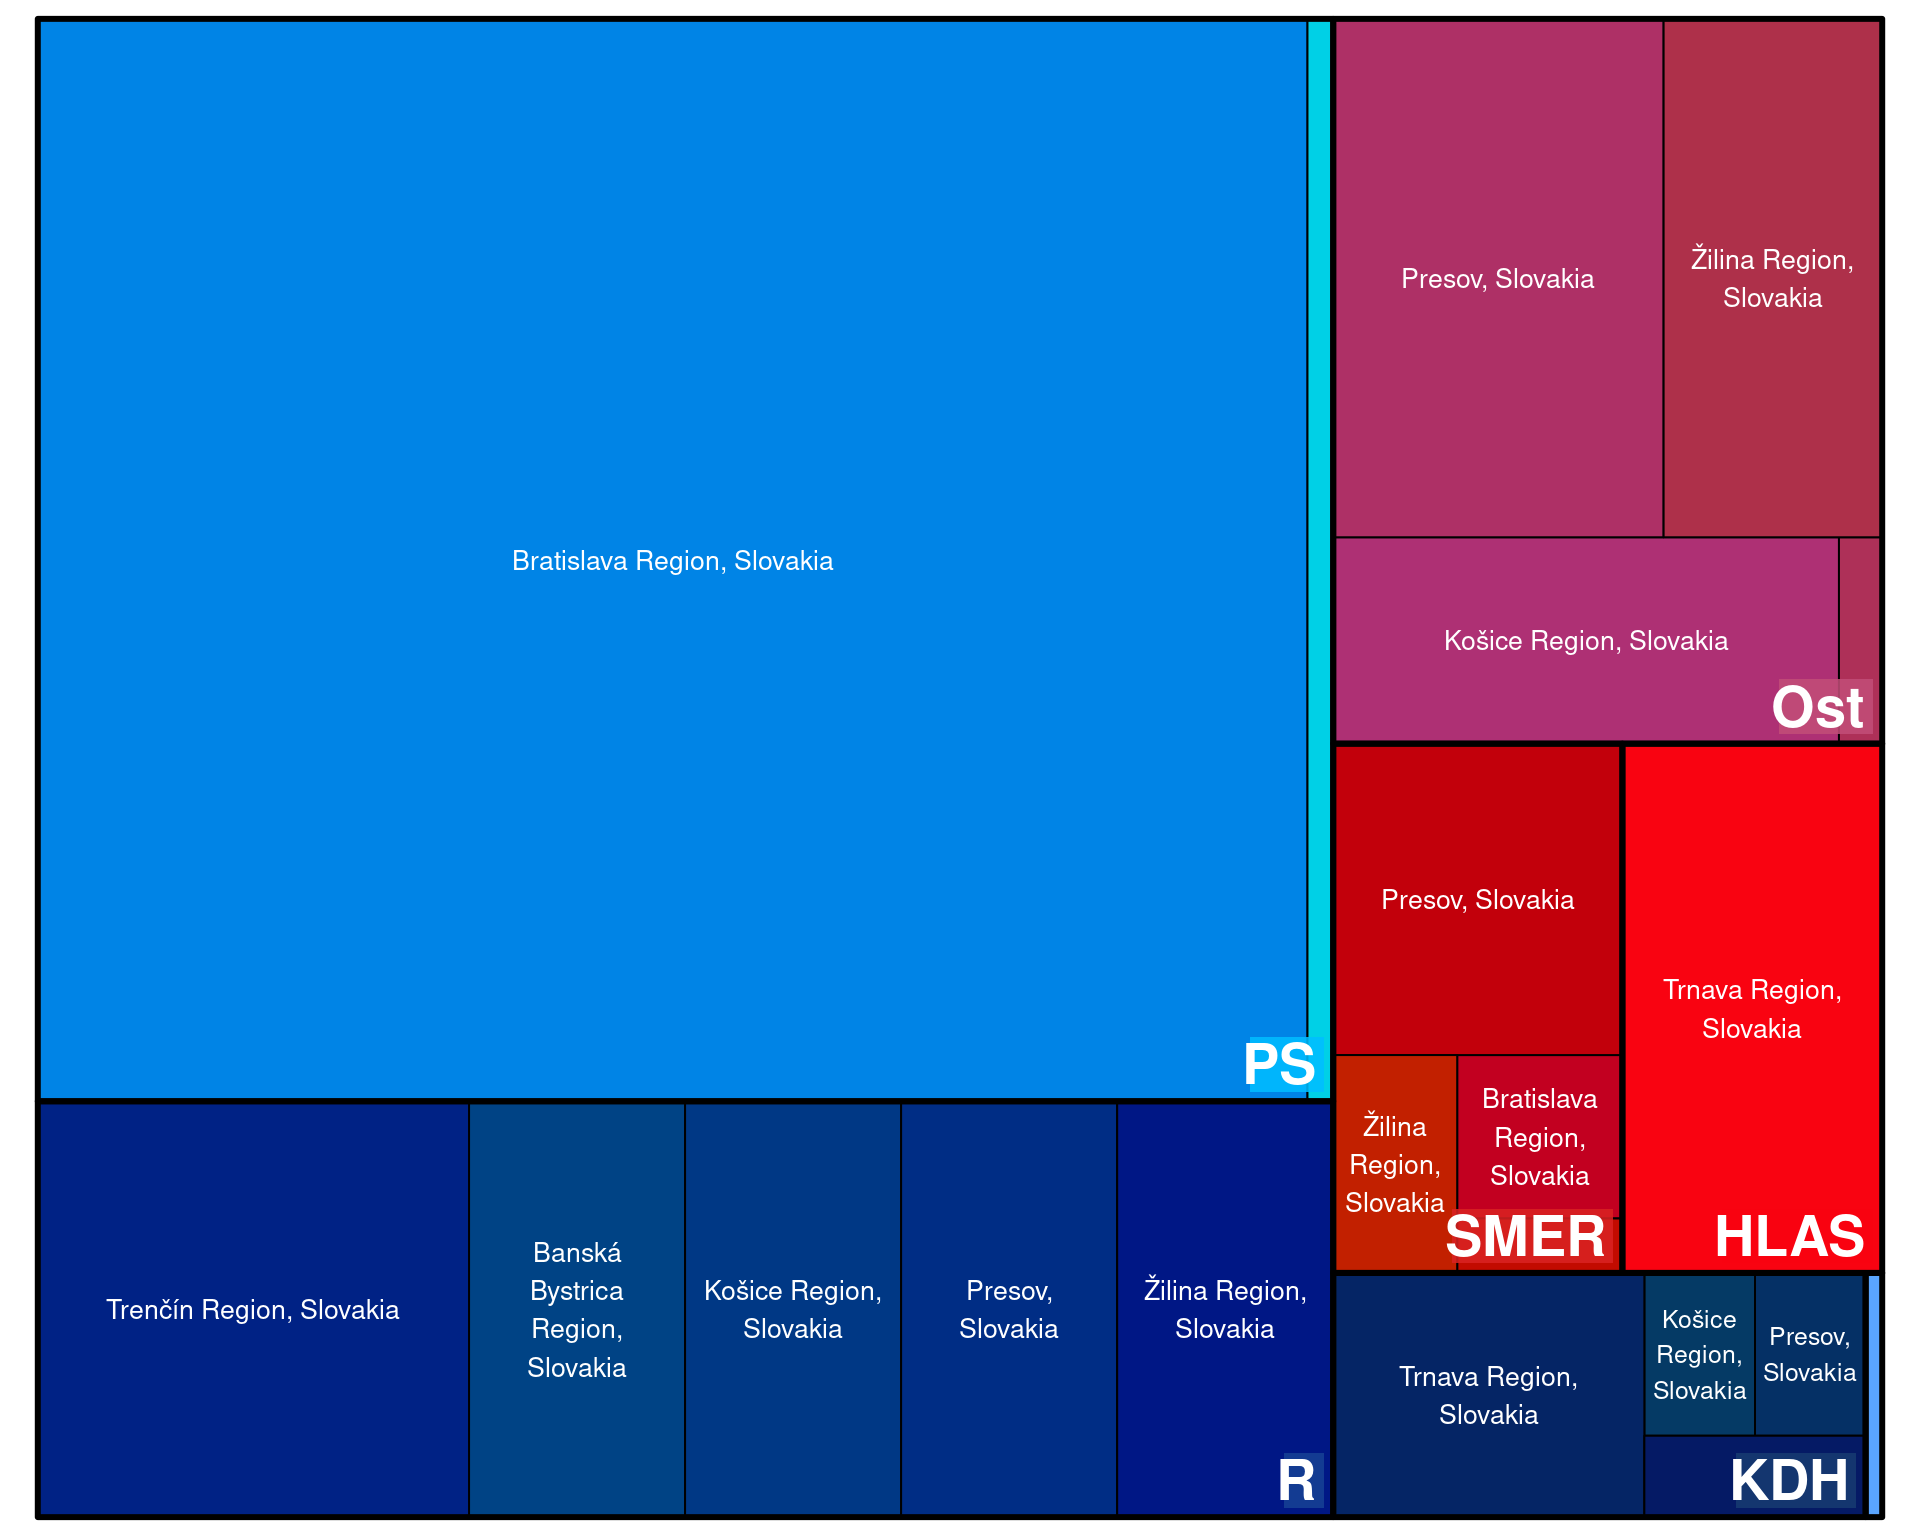 Bratislava Region, Slovakia
PS
Trenčín Region, Slovakia
Banská
Bystrica
Region,
Slovakia
Košice Region,
Slovakia
Presov,
Slovakia
Žilina Region,
Slovakia
R
Presov, Slovakia
Žilina Region,
Slovakia
Košice Region, Slovakia
Ost
Presov, Slovakia
Žilina
Region,
Slovakia
Bratislava
Region,
Slovakia
SMER
Trnava Region,
Slovakia
HLAS
Trnava Region,
Slovakia
Košice
Region,
Slovakia
Presov,
Slovakia
KDH